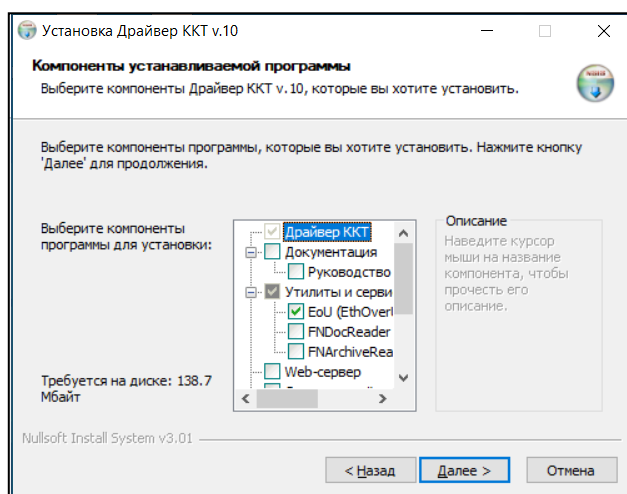 Установка Драйвер ККТ v.10
Компоненты устанавливаемой программы
Выберите компоненты Драйвер ККТ v.10, которые вы хотите установить.
Выберите компоненты программы, которые вы хотите установить. Нажмите кнопку
'Далее' для продолжения.
Выберите компоненты
программы для установки:
Драйвер ККТ
Документация
Руководство
Утилиты и серви
EoU (EthOver
FNDocReader
FNArchiveRea
Web-сервер
Описание
Наведите курсор
мыши на название
компонента, чтобы
прочесть его
описание.
Требуется на диске: 138.7
Мбайт
Nullsoft Install System v3.01
< Назад
Далее >
Отмена